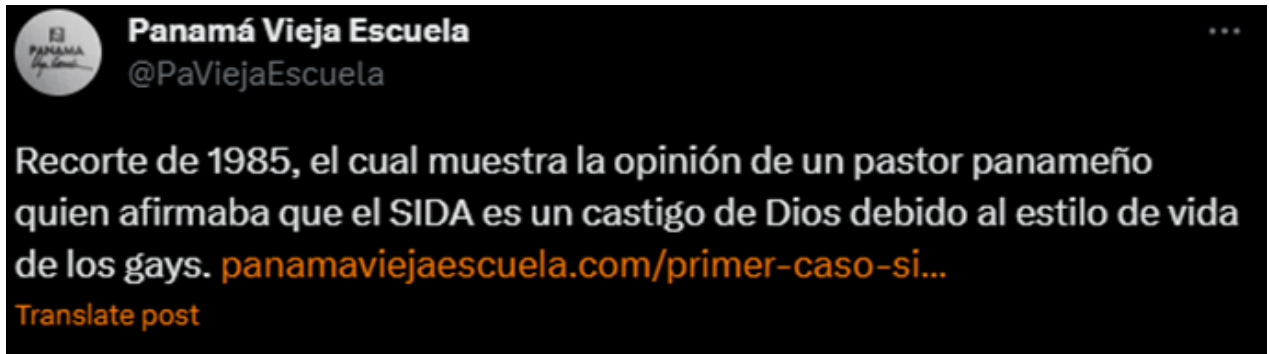 Panamá Vieja Escuela
@PaViejaEscuela
Recorte de 1985, el cual muestra la opinión de un pastor panameño
quien afirmaba que el SIDA es un castigo de Dios debido al estilo de vida
de los gays. panamaviejaescuela.com/primer-caso-si...
Translate post